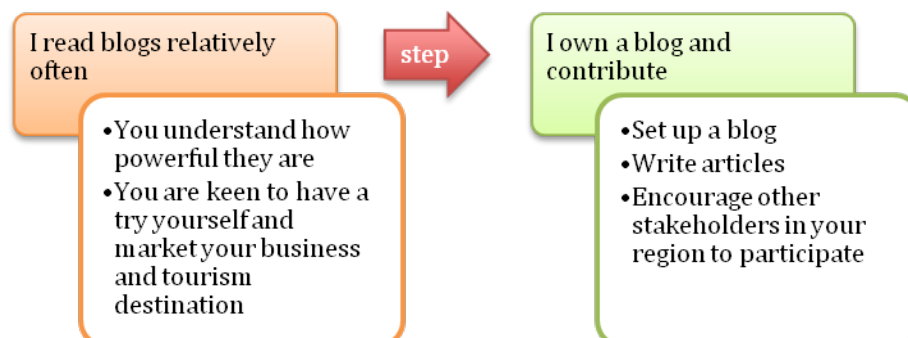 I read blogs relatively
often
•You understand how
powerful they are
•You are keen to have a
try yourself and
market your business
and tourism
destination
step
I own a blog and
contribute
•Set up a blog
•Write articles
•Encourage other
stakeholders in your
region to participate